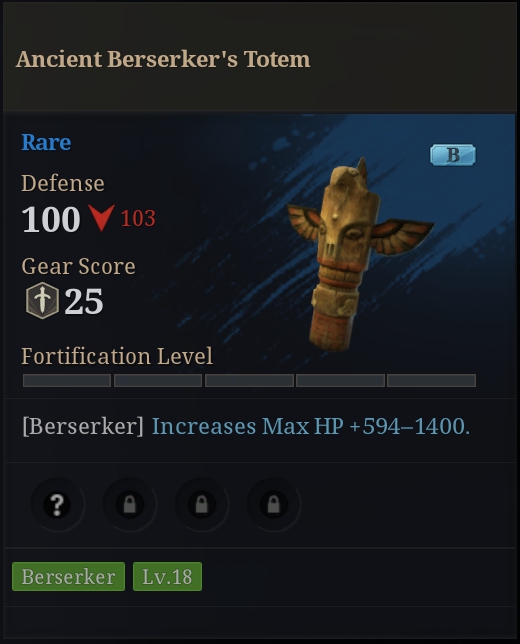 Ancient Berserker's Totem
Rare
B
Defense
100 103
Gear Score
25
Fortification Level
[Berserker] Increases Max HP +594–1400.
?
Berserker Lv.18